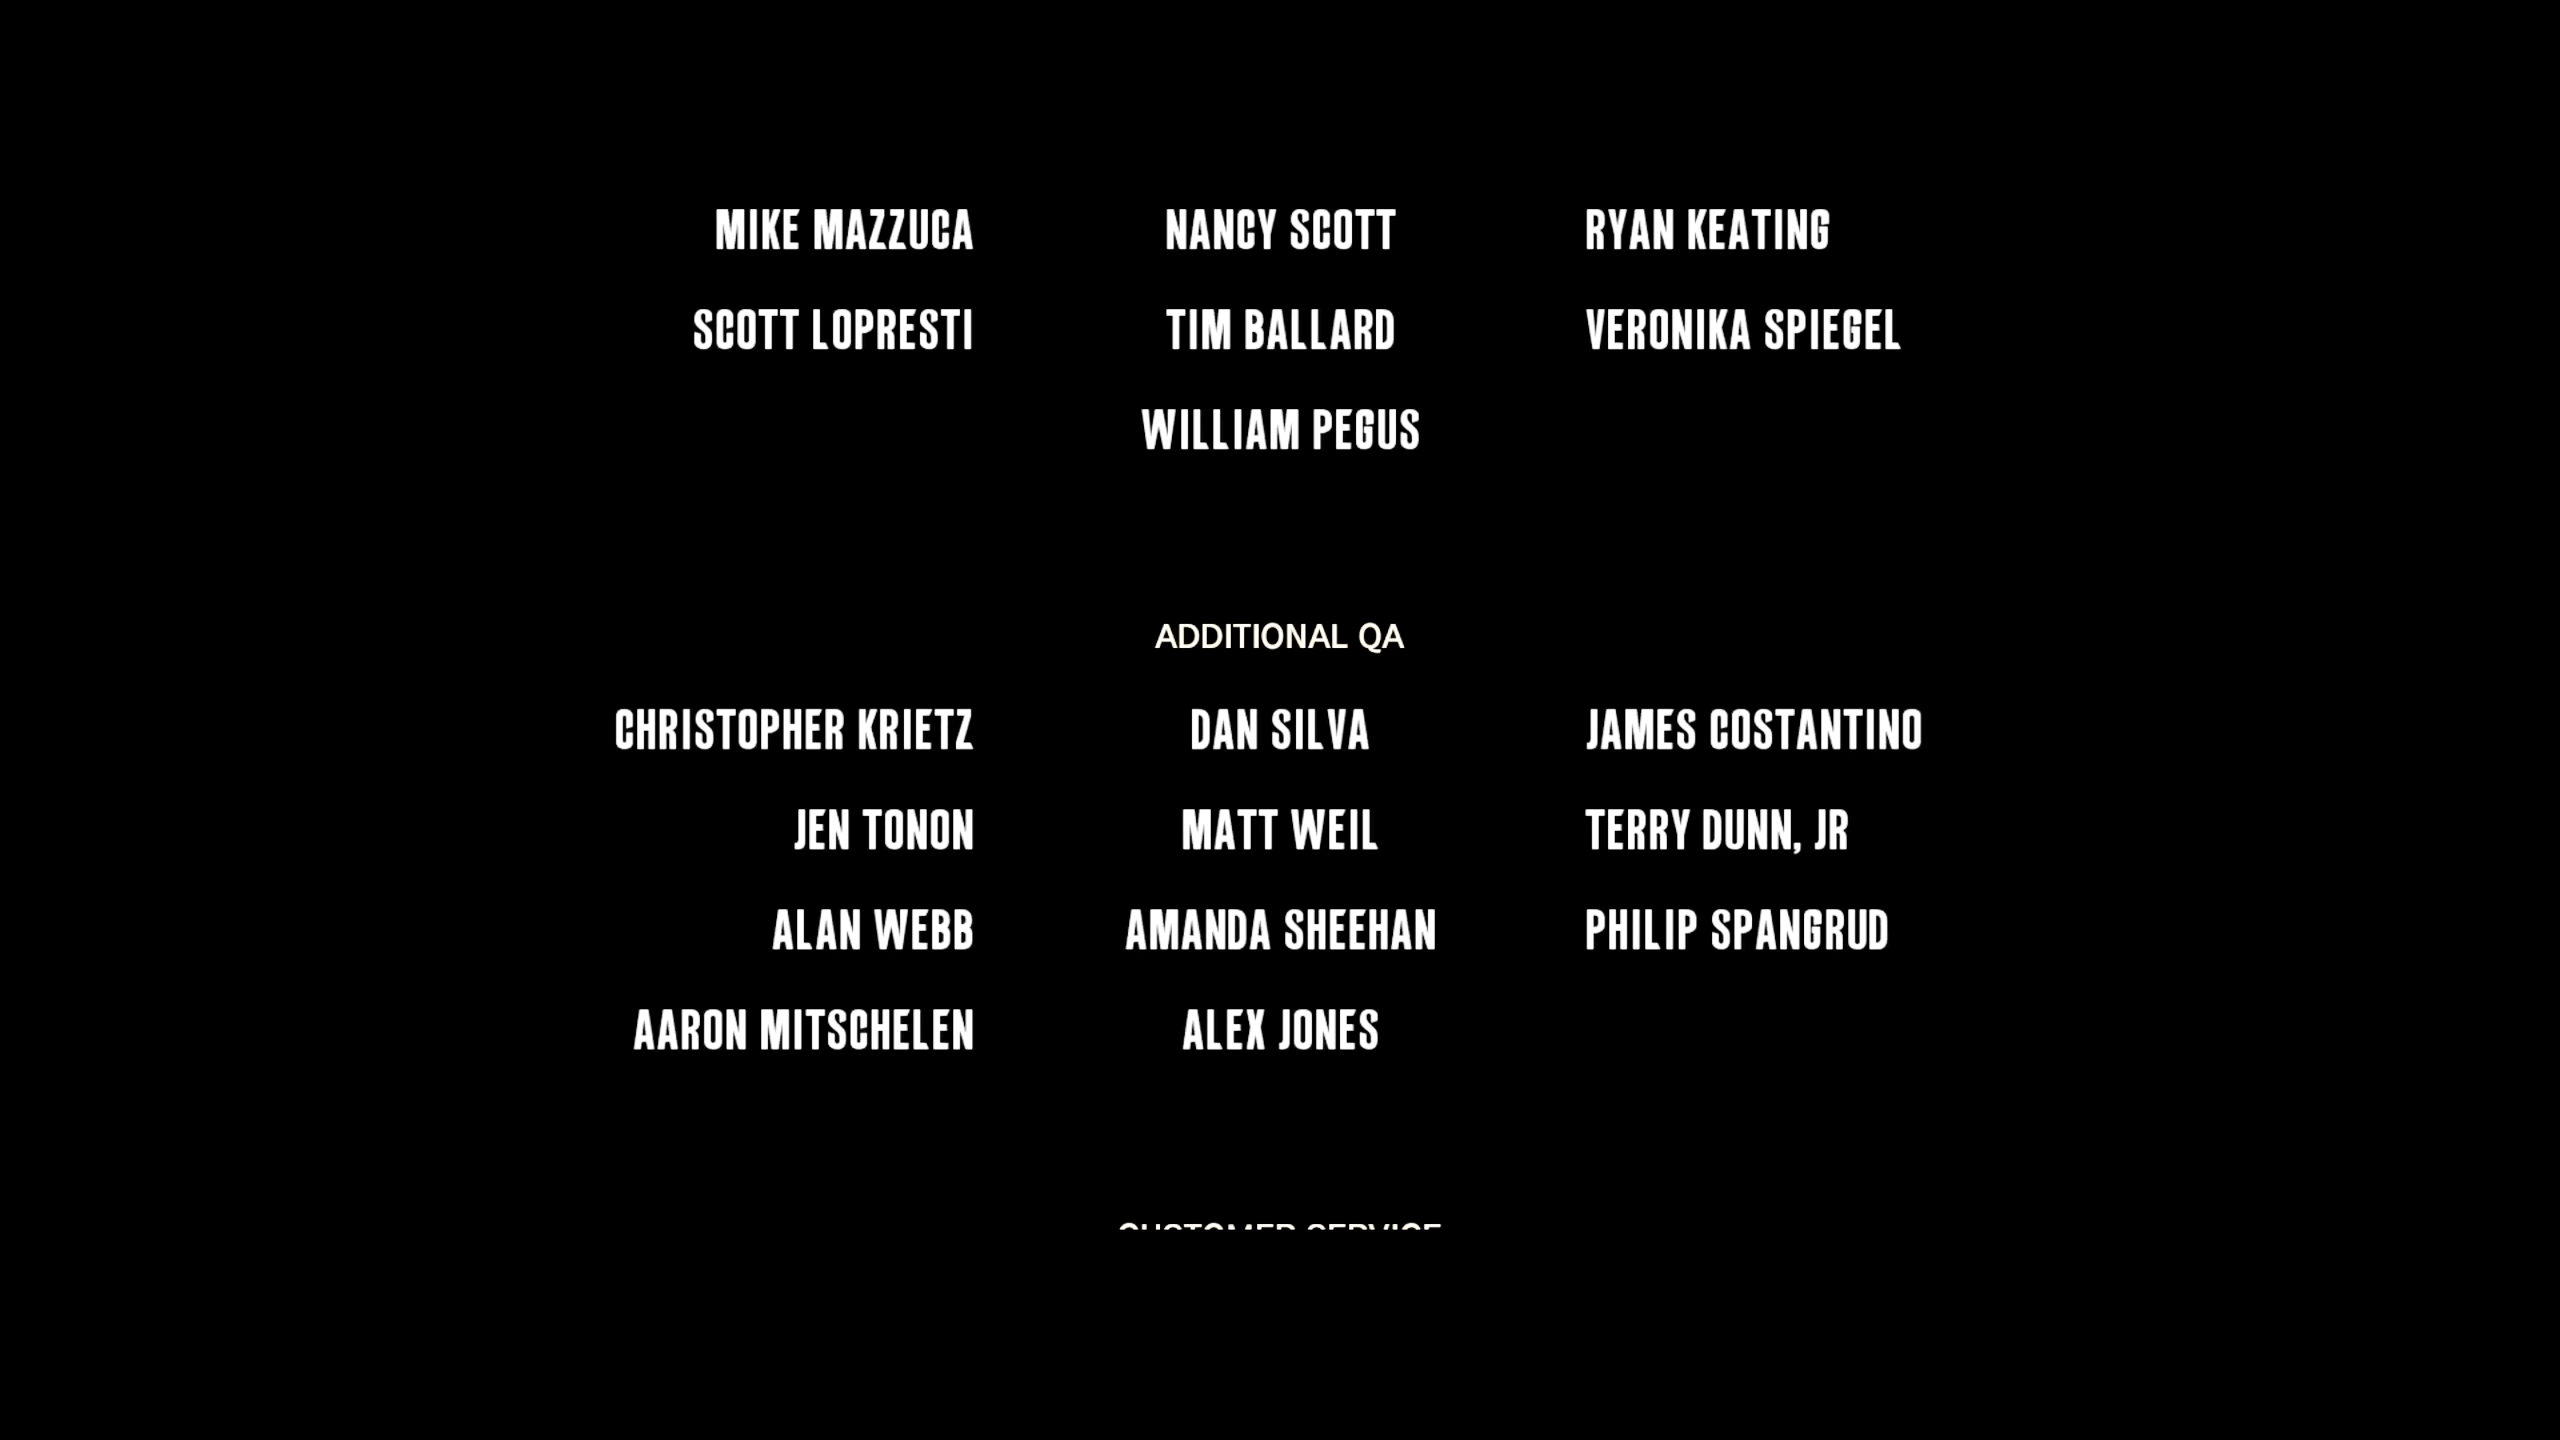 MIKE MAZZUCA NANCY SCOTT RYAN KEATING
SCOTT LOPRESTI TIM BALLARD VERONIKA SPIEGEL
WILLIAM PEGUS
ADDITIONAL QA
CHRISTOPHER KRIETZ DAN SILVA JAMES COSTANTINO
JEN TONON MATT WEIL TERRY DUNN, JR
ALAN WEBB AMANDA SHEEHAN PHILIP SPANGRUD
AARON MITSCHELEN ALEX JONES
CUSTOMER SERVICE